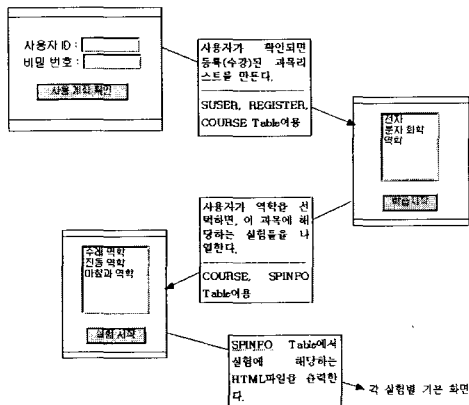 사용자 ID :
비밀 번호 :
사용 계좌 확인
사용자가 확인되면
등록(수강)된 과목리
스트를 만든다.
SUSER, REGISTER,
COURSE Table이용
전자
분자 화학
역학
학습시작
사용자가 역학을 선
택하면, 이 과목에 해
당하는 실험들을 나
열한다.
COURSE, SPINFO
Table이용
수레 역학
진동 역학
마찰과 역학
실험 시작
SPINFO Table에서
실험에 해당하는
HTML파일을 출력한
다.
각 실험별 기본 화면